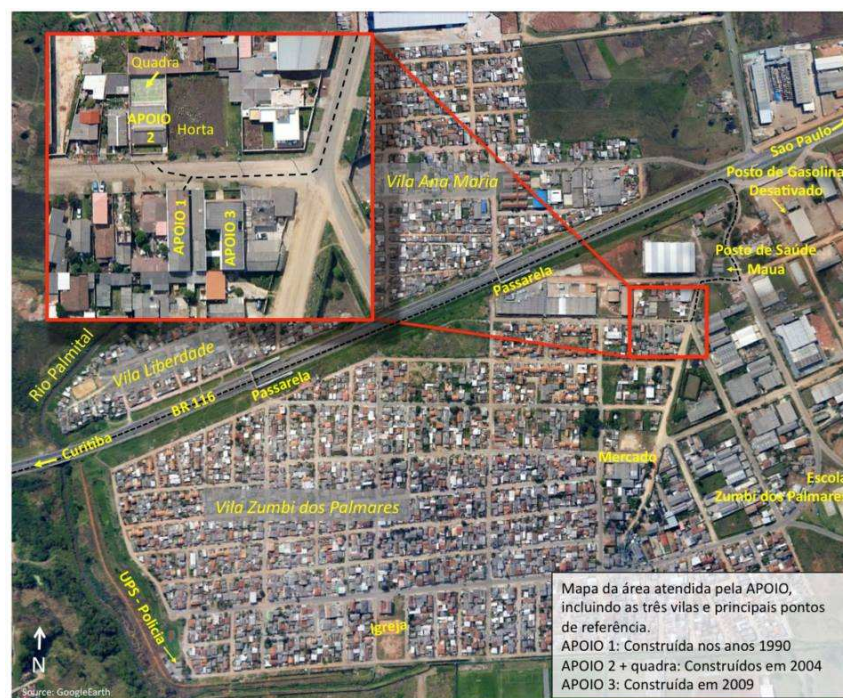 Quadra
APOIO 2
Horta
APOIO 1
APOIO 3
Vila Ana Maria
Sao Paulo
Posto de Gasolina
Desativado
Posto de Saúde
Maua
Passarela
Rio Palmital
Vila Liberdade
BR 116
Passarela
Curitiba
Mercado
Escola
Zumbi dos Palmares
Vila Zumbi dos Palmares
UPS - Policia
Igreja
N
Source: GoogleEarth
Mapa da área atendida pela APOIO,
incluindo as três vilas e principais pontos
de referência.
APOIO 1: Construída nos anos 1990
APOIO 2 + quadra: Construídos em 2004
APOIO 3: Construída em 2009